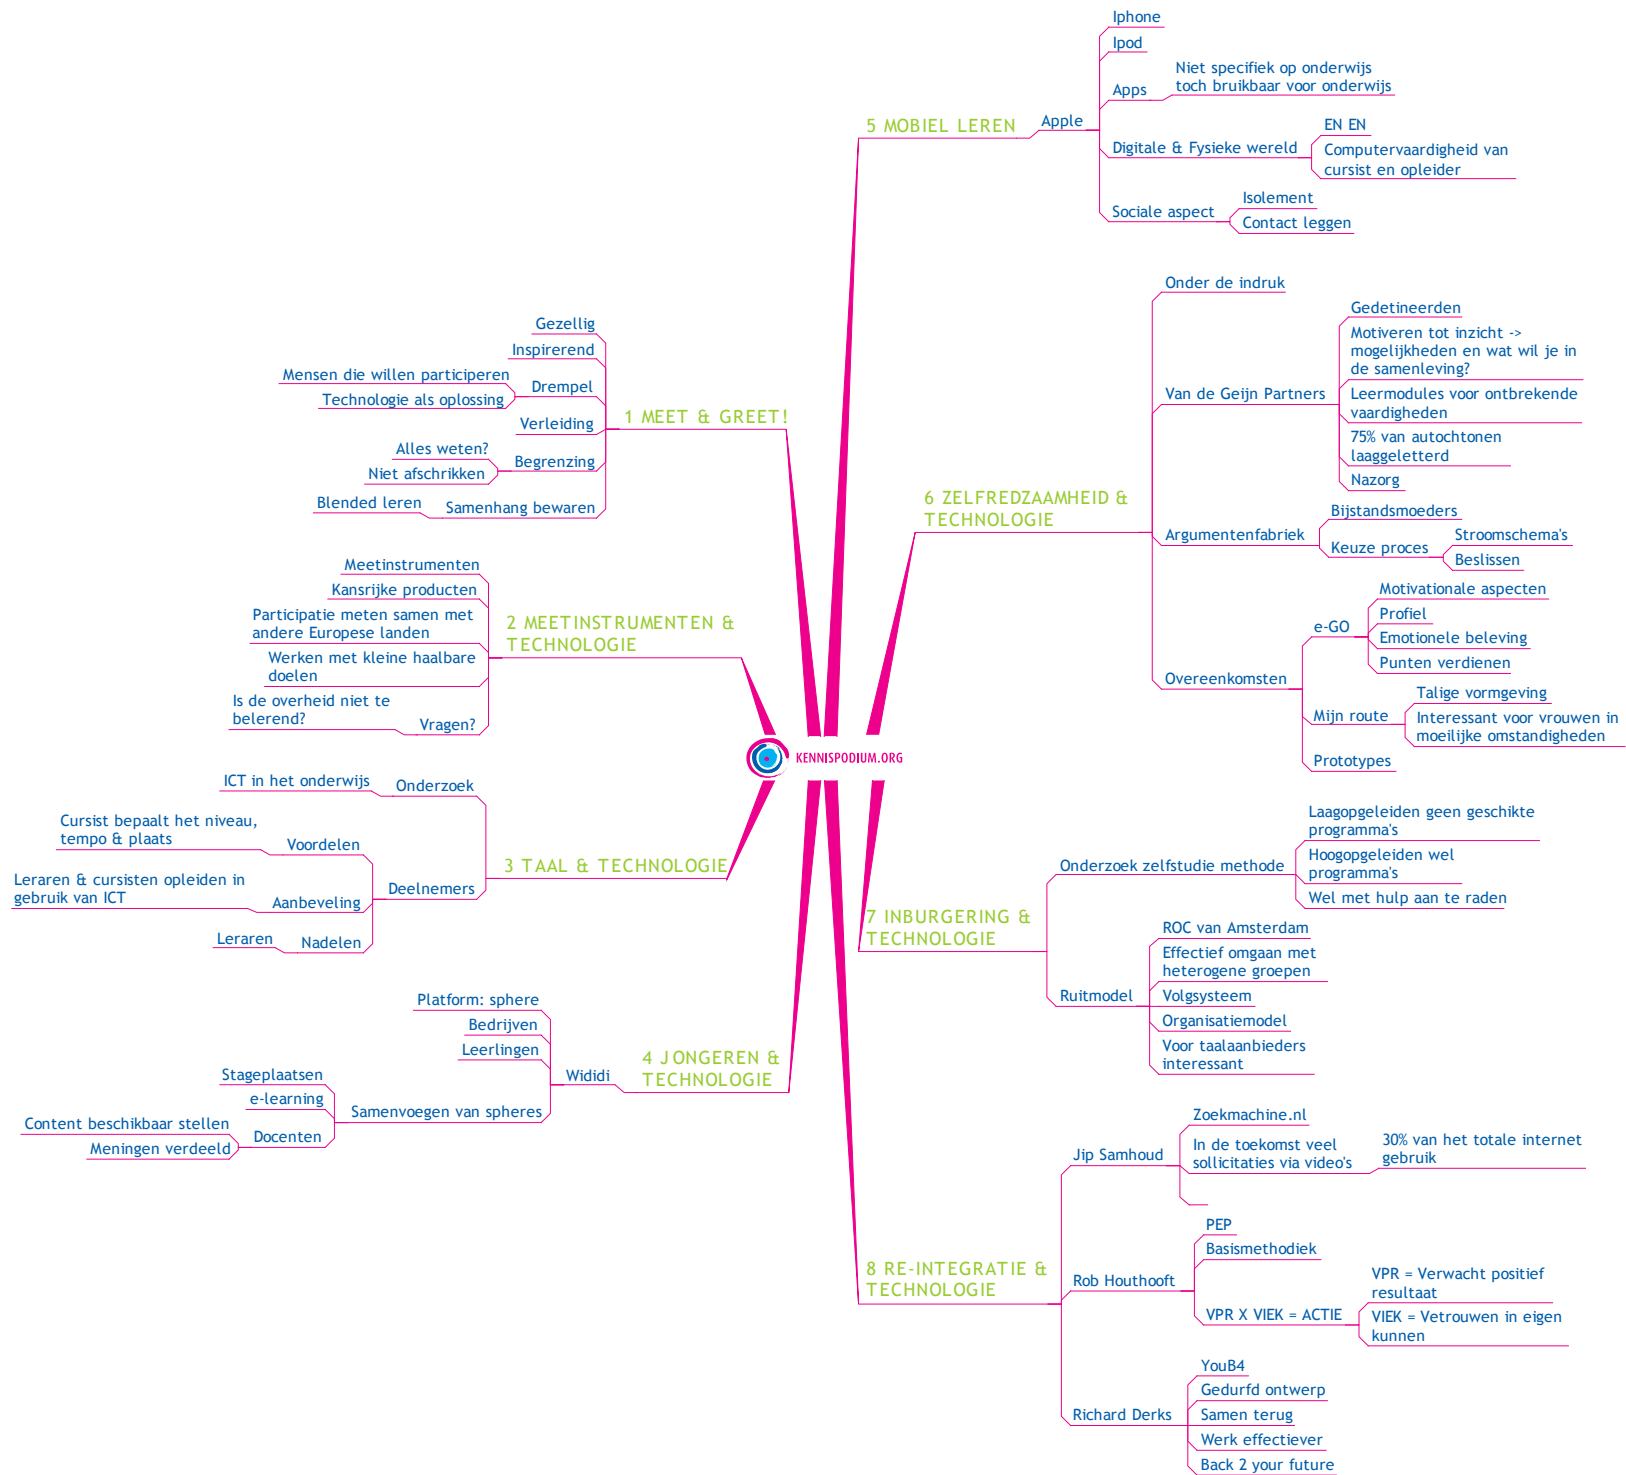 KENNISPODIUM.ORG
1 MEET & GREET!
Gezellig
Inspirerend
Drempel
Mensen die willen participeren
Technologie als oplossing
Verleiding
Begrenzing
Alles weten?
Niet afschrikken
Samenhang bewaren
Blended leren
2 MEETINSTRUMENTEN &
TECHNOLOGIE
Meetinstrumenten
Kansrijke producten
Participatie meten samen met
andere Europese landen
Werken met kleine haalbare
doelen
Vragen?
Is de overheid niet te
belerend?
3 TAAL & TECHNOLOGIE
Onderzoek
ICT in het onderwijs
Deelnemers
Voordelen
Cursist bepaalt het niveau,
tempo & plaats
Aanbeveling
Leraren & cursisten opleiden in
gebruik van ICT
Nadelen
Leraren
4 JONGEREN &
TECHNOLOGIE
Wididi
Platform: sphere
Bedrijven
Leerlingen
Samenvoegen van spheres
Stageplaatsen
e-learning
Docenten
Content beschikbaar stellen
Meningen verdeeld
5 MOBIEL LEREN
Apple
Iphone
Ipod
Apps
Niet specifiek op onderwijs
toch bruikbaar voor onderwijs
Digitale & Fysieke wereld
EN EN
Computervaardigheid van
cursist en opleider
Sociale aspect
Isolement
Contact leggen
6 ZELFREDZAAMHEID &
TECHNOLOGIE
Onder de indruk
Van de Geijn Partners
Gedetineerden
Motiveren tot inzicht ->
mogelijkheden en wat wil je in
de samenleving?
Leermodules voor ontbrekende
vaardigheden
75% van autochtonen
laaggeletterd
Nazorg
Argumentenfabriek
Bijstandsmoeders
Keuze proces
Stroomschema's
Beslissen
Overeenkomsten
e-GO
Motivationale aspecten
Profiel
Emotionele beleving
Punten verdienen
Mijn route
Talige vormgeving
Interessant voor vrouwen in
moeilijke omstandigheden
Prototypes
7 INBURGERING &
TECHNOLOGIE
Onderzoek zelfstudie methode
Laagopgeleiden geen geschikte
programma's
Hoogopgeleiden wel
programma's
Wel met hulp aan te raden
Ruitmodel
ROC van Amsterdam
Effectief omgaan met
heterogene groepen
Volgsysteem
Organisatiemodel
Voor taalaanbieders
interessant
8 RE-INTEGRATIE &
TECHNOLOGIE
Jip Samhoud
Zoekmachine.nl
In de toekomst veel
sollicitaties via video's
30% van het totale internet
gebruik
Rob Houthooft
PEP
Basismethodiek
VPR X VIEK = ACTIE
VPR = Verwacht positief
resultaat
VIEK = Vetrouwen in eigen
kunnen
Richard Derks
YouB4
Gedurfd ontwerp
Samen terug
Werk effectiever
Back 2 your future